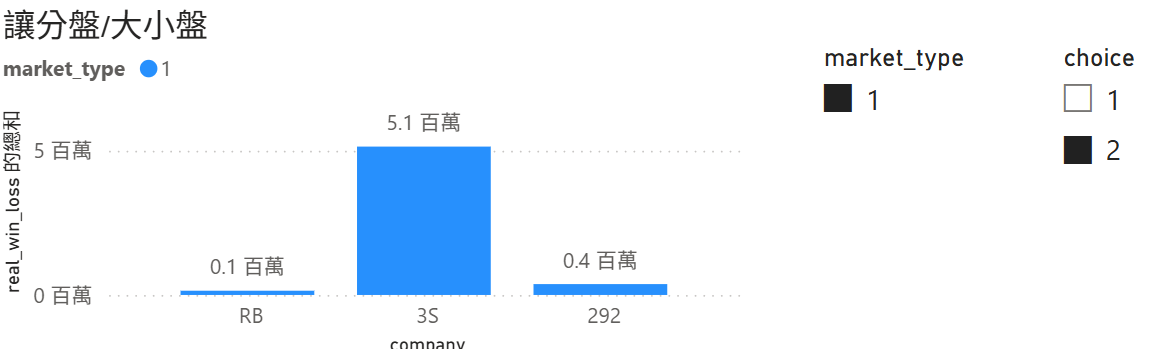 讓分盤/大小盤
market_type 1
real_win_loss 的總和
5 百萬
0 百萬
0.1 百萬
5.1 百萬
0.4 百萬
RB
3S
292
company
market_type
1
choice
1
2